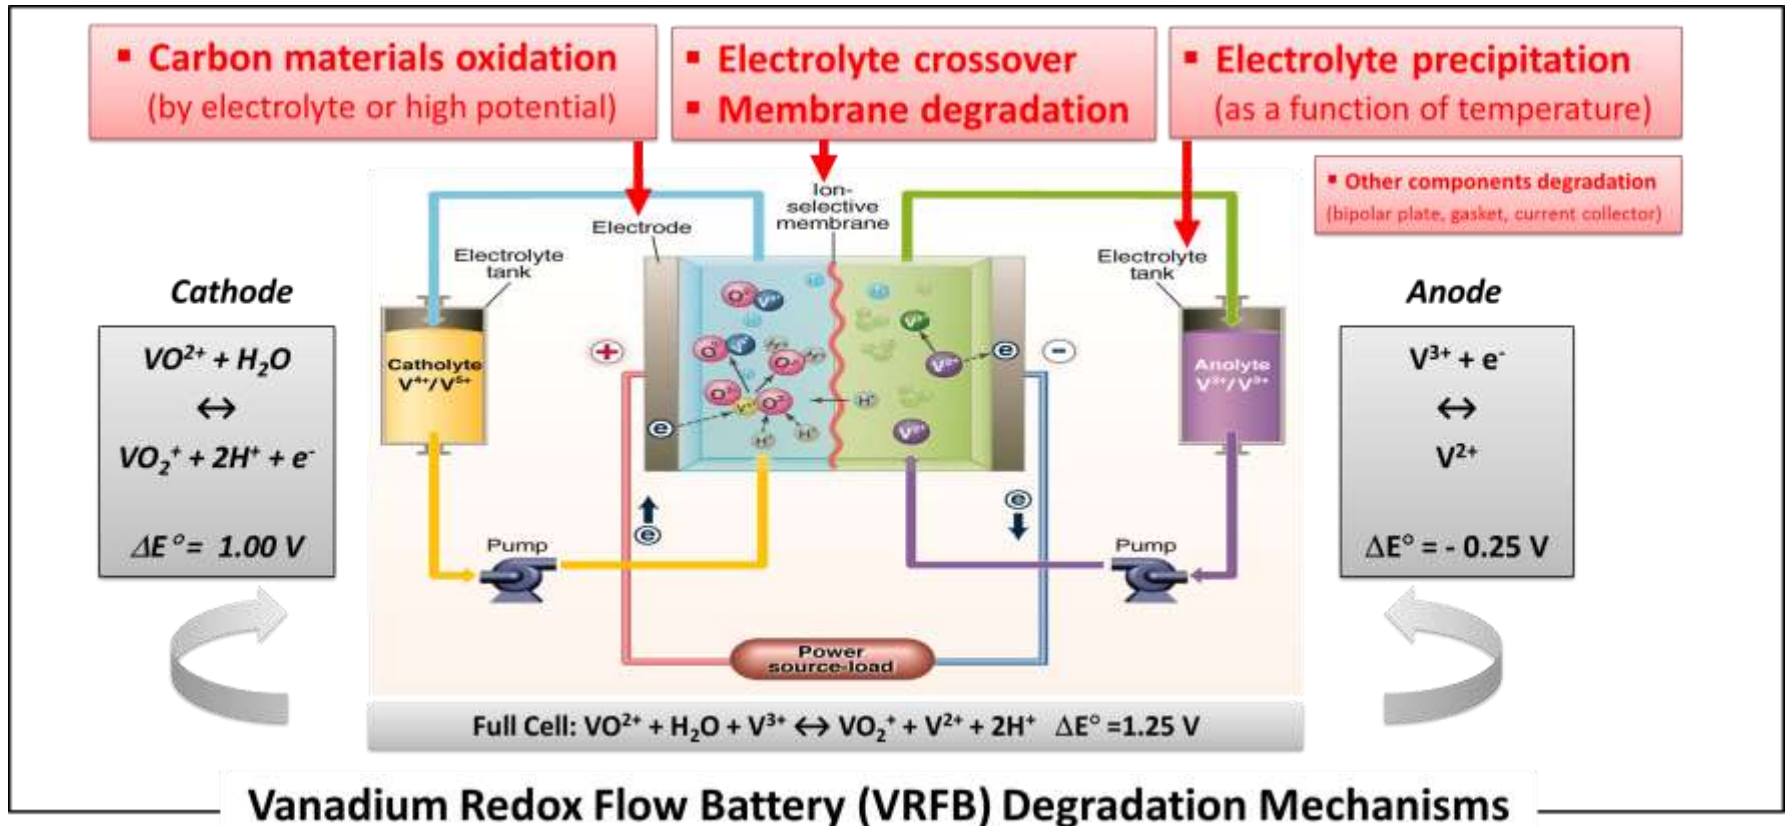 ▪ Carbon materials oxidation
(by electrolyte or high potential)
▪ Electrolyte crossover
▪ Membrane degradation
▪ Electrolyte precipitation
(as a function of temperature)
▪ Other components degradation
(bipolar plate, gasket, current collector)
Ion-
selective
membrane
Electrode
Electrolyte
tank
Electrolyte
tank
Cathode
VO²⁺ + H₂O
↔
VO₂⁺ + 2H⁺ + e⁻
ΔE° = 1.00 V
Anode
V³⁺ + e⁻
↔
V²⁺
ΔE° = - 0.25 V
Catholyte
V⁴⁺/V⁵⁺
Anolyte
+
-
e
e
e
e
H⁺
H⁺
H⁺
Pump
Pump
Power
source-load
Full Cell: VO²⁺ + H₂O + V³⁺ ↔ VO₂⁺ + V²⁺ + 2H⁺ ΔE° =1.25 V
Vanadium Redox Flow Battery (VRFB) Degradation Mechanisms